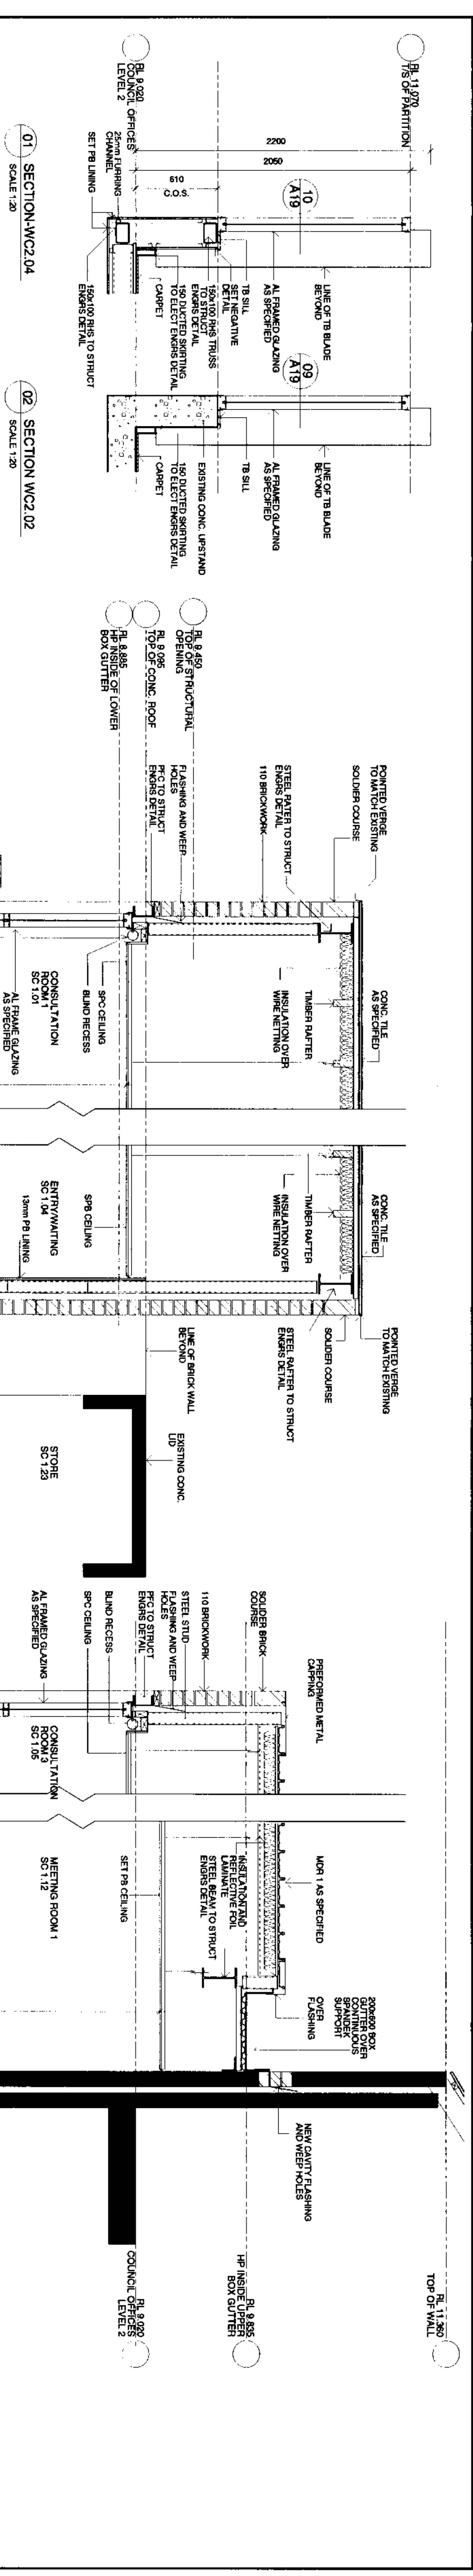 RL 11.070
T/S OF PARTITION
RL 9.020
COUNCIL OFFICES
LEVEL 2
2200
2050
610
C.O.S.
10
A19
LINE OF TB BLADE
BEYOND
AL FRAMED GLAZING
AS SPECIFIED
TB SILL
SET NEGATIVE
DETAIL
150x100 RHS TRUSS
TO STRUCT
ENGRS DETAIL
150 DUCTED SKIRTING
TO ELECT ENGRS DETAIL
CARPET
25mm FURRING
CHANNEL
SET PB LINING
150x100 RHS TO STRUCT
ENGRS DETAIL
01 SECTION-WC2.04
SCALE 1:20
09
A19
LINE OF TB BLADE
BEYOND
AL FRAMED GLAZING
AS SPECIFIED
TB SILL
EXISTING CONC. UPSTAND
150 DUCTED SKIRTING
TO ELECT ENGRS DETAIL
CARPET
02 SECTION WC2.02
SCALE 1:20
RL 9.450
TOP OF STRUCTURAL
OPENING
RL 9.095
TOP OF CONC. ROOF
RL 8.885
HP INSIDE OF LOWER
BOX GUTTER
POINTED VERGE
TO MATCH EXISTING
SOLDIER COURSE
STEEL RATER TO STRUCT
ENGRS DETAIL
110 BRICKWORK
FLASHING AND WEEP
HOLES
PFC TO STRUCT
ENGRS DETAIL
CONC. TILE
AS SPECIFIED
TIMBER RAFTER
INSULATION OVER
WIRE NETTING
SPC CEILING
BLIND RECESS
CONSULTATION
ROOM 1
SC 1.01
AL FRAME GLAZING
AS SPECIFIED
CONC. TILE
AS SPECIFIED
TIMBER RAFTER
INSULATION OVER
WIRE NETTING
SPB CEILING
ENTRY/WAITING
SC 1.04
13mm PB LINING
POINTED VERGE
TO MATCH EXISTING
SOLIDER COURSE
STEEL RAFTER TO STRUCT
ENGRS DETAIL
LINE OF BRICK WALL
BEYOND
EXISTING CONC.
LID
STORE
SC 1.23
SOLIDER BRICK
COURSE
110 BRICKWORK
STEEL STUD
FLASHING AND WEEP
HOLES
PFC TO STRUCT
ENGRS DETAIL
BLIND RECESS
SPC CEILING
AL FRAMED GLAZING
AS SPECIFIED
PREFORMED METAL
CAPPING
CONSULTATION
ROOM 3
SC 1.05
MDR 1 AS SPECIFIED
INSULATION AND
REFLECTIVE FOIL
LAMINATE
STEEL BEAM TO STRUCT
ENGRS DETAIL
SET PB CEILING
MEETING ROOM 1
SC 1.12
OVER
FLASHING
200x600 BOX
GUTTER OVER
CONTINUOUS
SPANDEK
SUPPORT
NEW CAVITY FLASHING
AND WEEP HOLES
RL 11.360
TOP OF WALL
RL 9.835
HP INSIDE UPPER
BOX GUTTER
RL 9.020
COUNCIL OFFICES
LEVEL 2